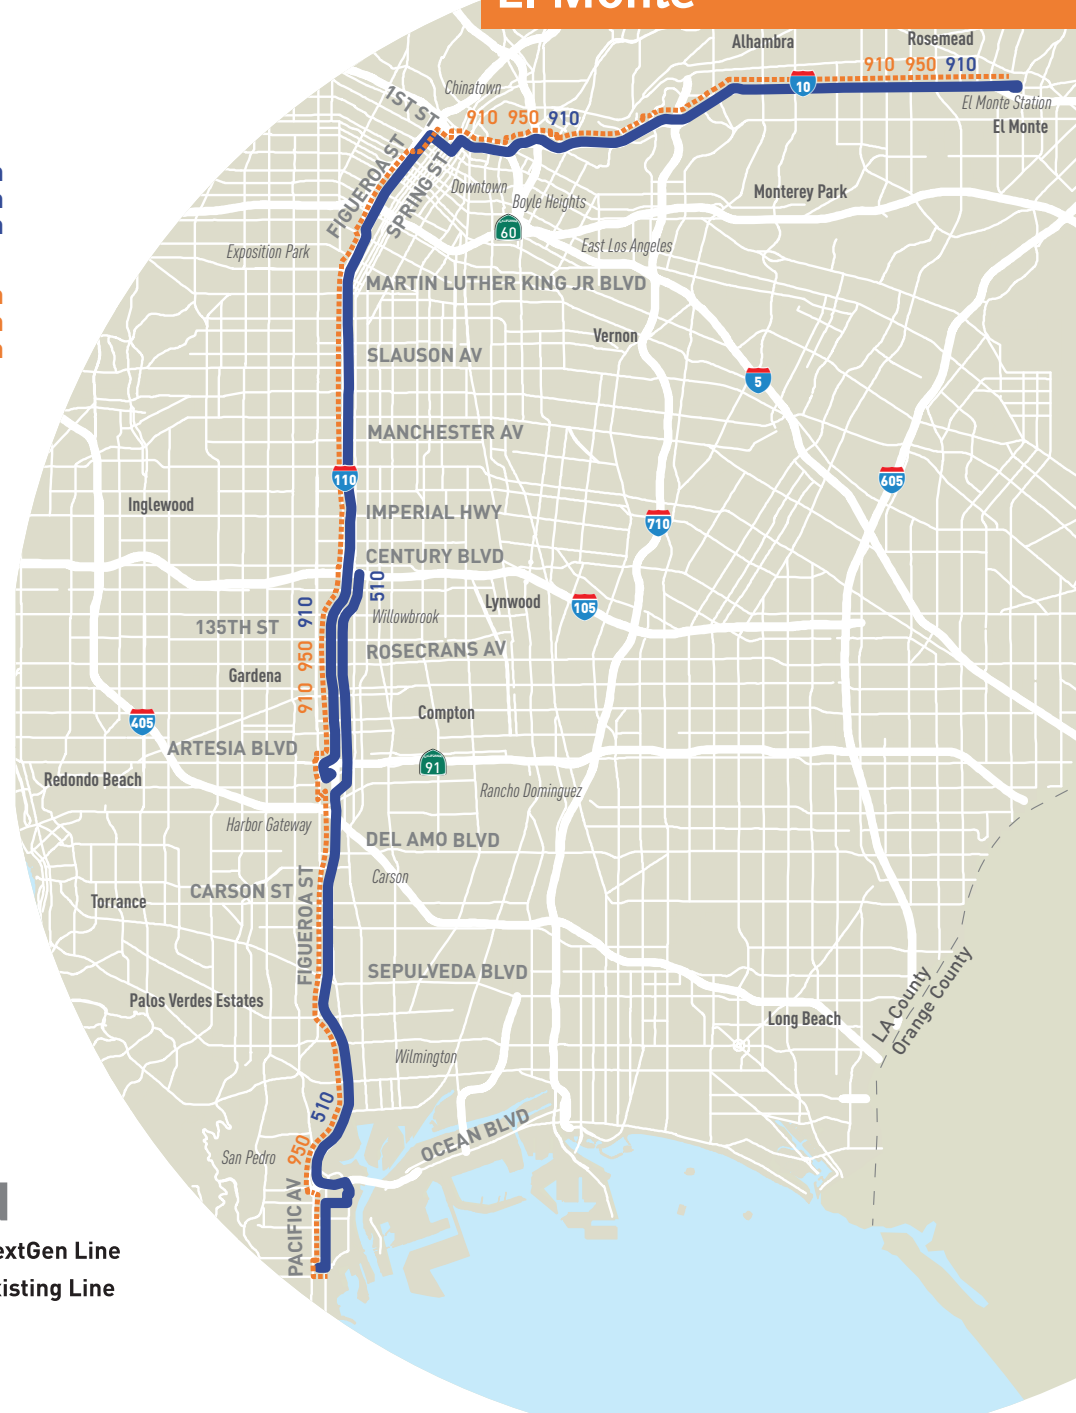 El Monte
Alhambra
Rosemead
910 950 910
10
Chinatown
1ST ST
910 950 910
El Monte Station
El Monte
FIGUEROA ST
SPRING ST
Downtown
Boyle Heights
Monterey Park
60
Exposition Park
East Los Angeles
MARTIN LUTHER KING JR BLVD
Vernon
SLAUSON AV
5
MANCHESTER AV
110
605
Inglewood
IMPERIAL HWY
710
CENTURY BLVD
510
910
Lynwood
105
Willowbrook
135TH ST
910 950
ROSECRANS AV
Gardena
Compton
405
ARTESIA BLVD
91
Redondo Beach
Rancho Dominguez
Harbor Gateway
DEL AMO BLVD
Carson
CARSON ST
Torrance
FIGUEROA ST
SEPULVEDA BLVD
Palos Verdes Estates
Long Beach
LA County
Orange County
Wilmington
510
OCEAN BLVD
950
San Pedro
PACIFIC AV
extGen Line
xisting Line